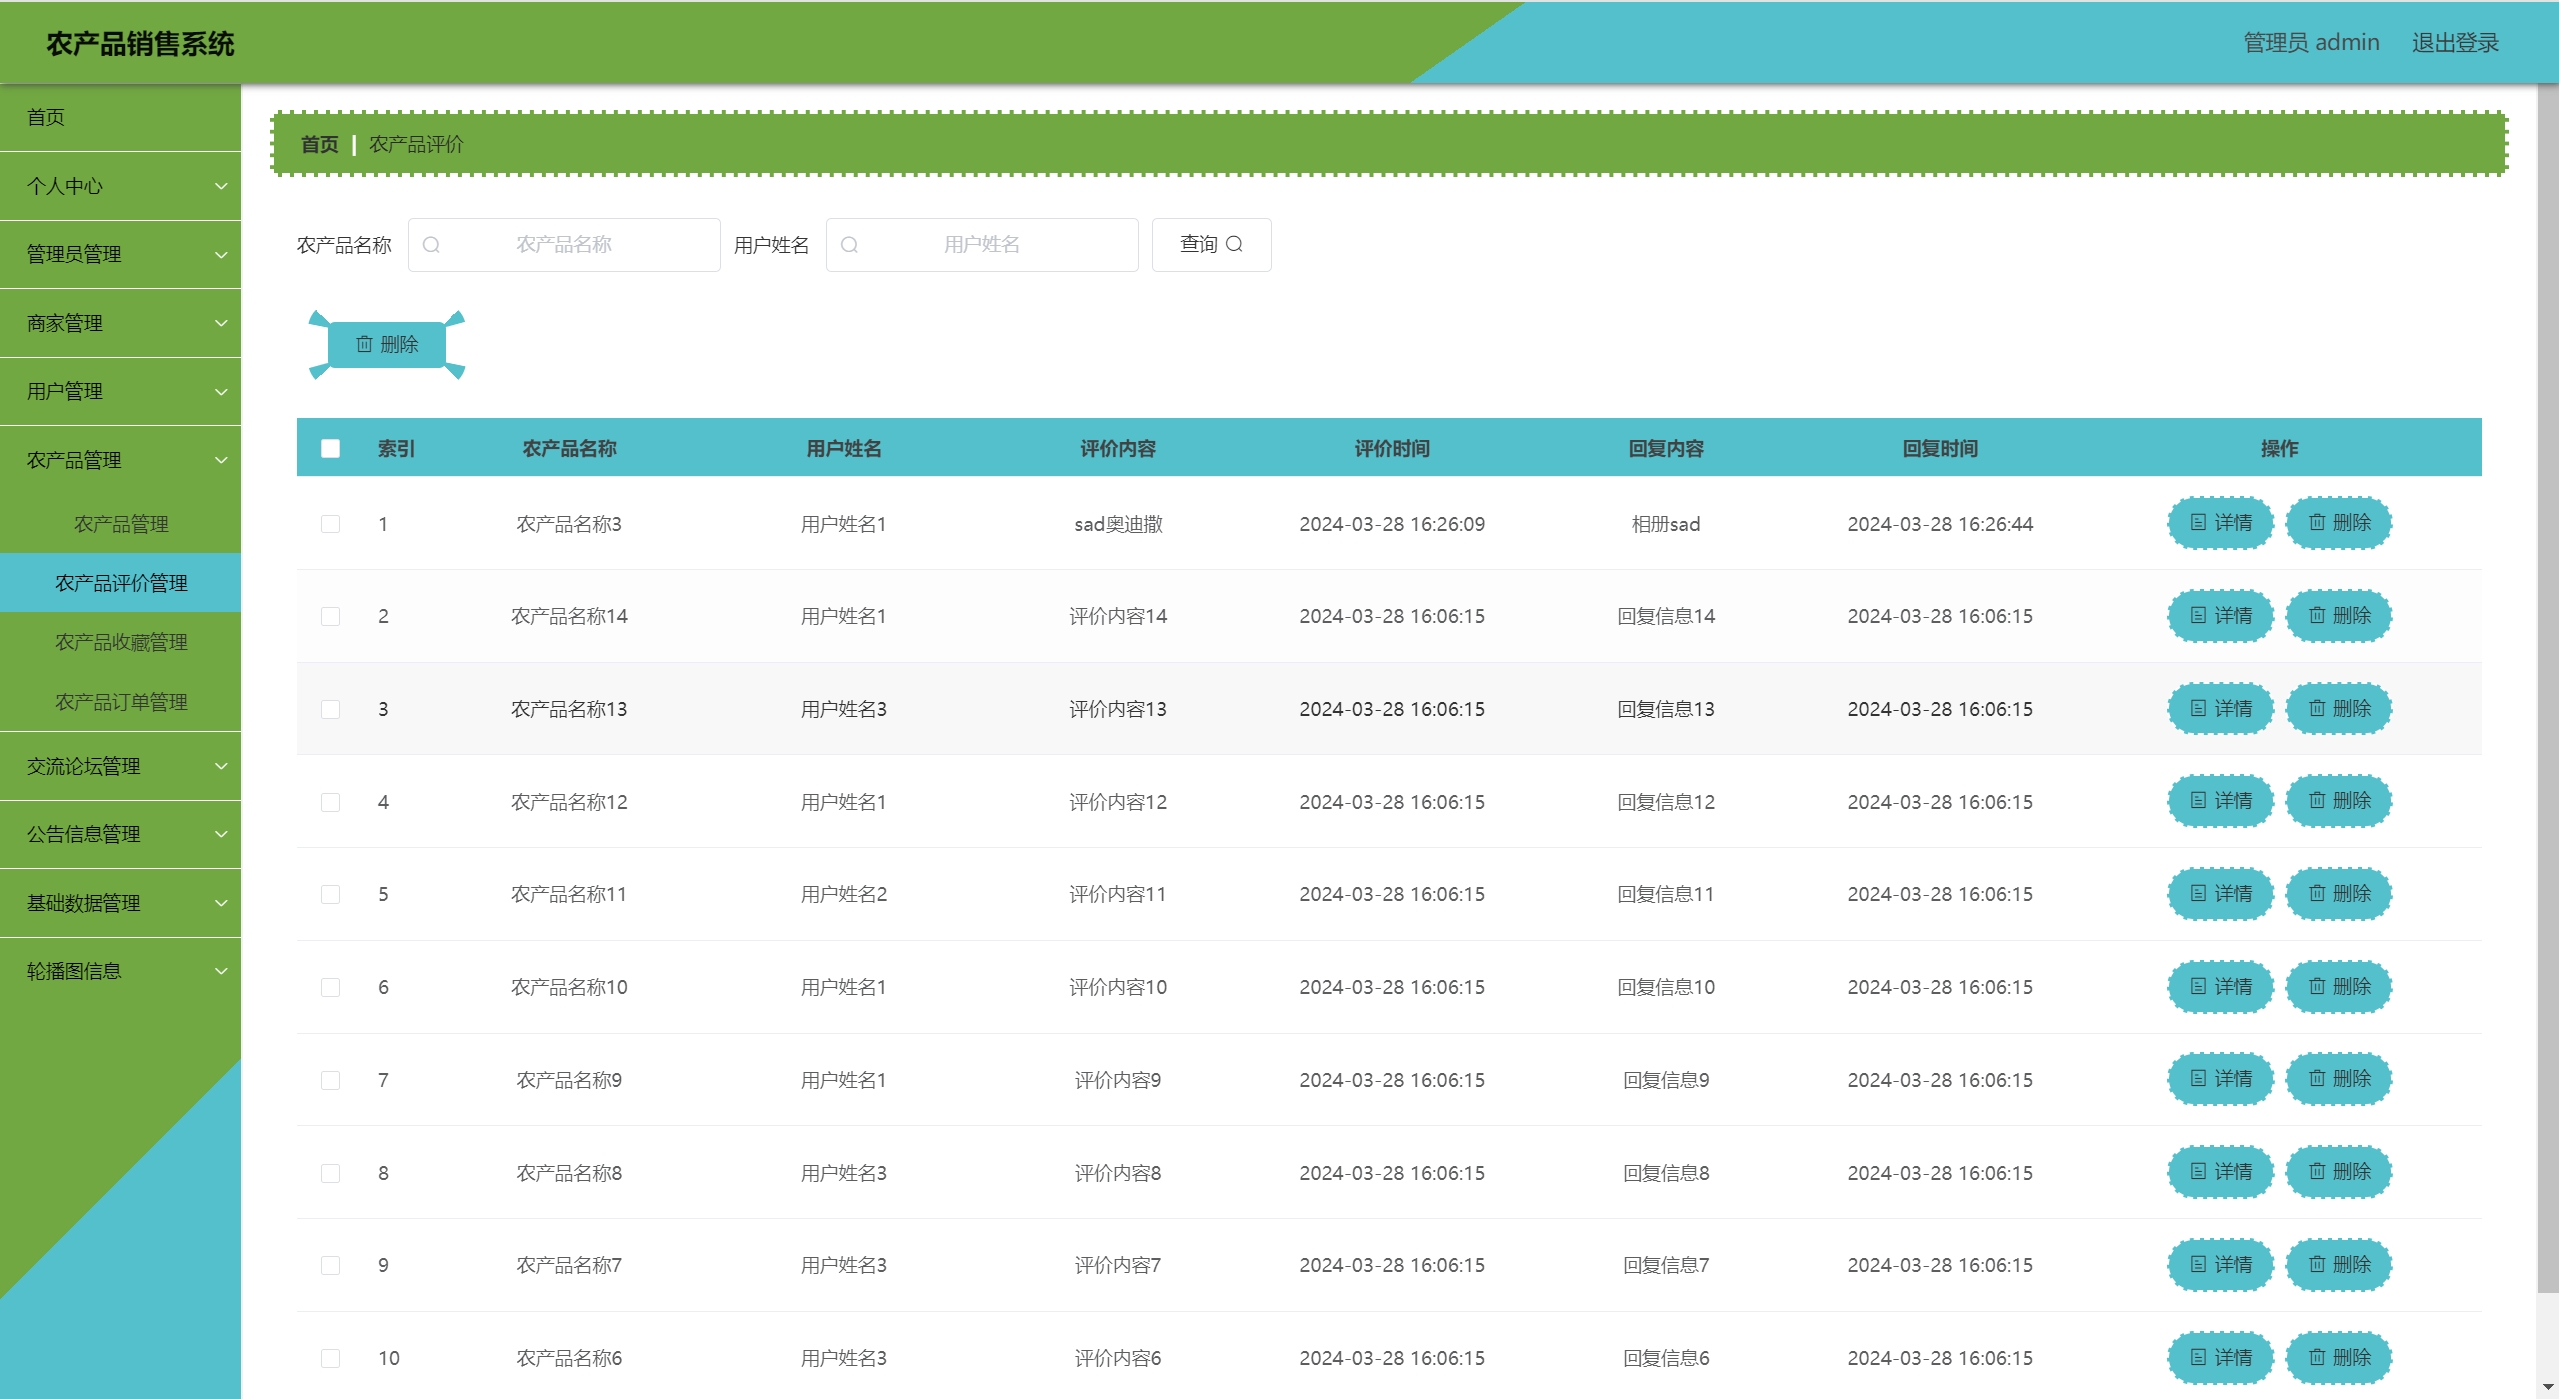 农产品销售系统
管理员 admin 退出登录
首页
个人中心
管理员管理
商家管理
用户管理
农产品管理
农产品管理
农产品评价管理
农产品收藏管理
农产品订单管理
交流论坛管理
公告信息管理
基础数据管理
轮播图信息
首页 | 农产品评价
农产品名称 农产品名称 用户姓名 用户姓名 查询
删除
索引 农产品名称 用户姓名 评价内容 评价时间 回复内容 回复时间 操作
1 农产品名称3 用户姓名1 sad奥迪撒 2024-03-28 16:26:09 相册sad 2024-03-28 16:26:44 详情 删除
2 农产品名称14 用户姓名1 评价内容14 2024-03-28 16:06:15 回复信息14 2024-03-28 16:06:15 详情 删除
3 农产品名称13 用户姓名3 评价内容13 2024-03-28 16:06:15 回复信息13 2024-03-28 16:06:15 详情 删除
4 农产品名称12 用户姓名1 评价内容12 2024-03-28 16:06:15 回复信息12 2024-03-28 16:06:15 详情 删除
5 农产品名称11 用户姓名2 评价内容11 2024-03-28 16:06:15 回复信息11 2024-03-28 16:06:15 详情 删除
6 农产品名称10 用户姓名1 评价内容10 2024-03-28 16:06:15 回复信息10 2024-03-28 16:06:15 详情 删除
7 农产品名称9 用户姓名1 评价内容9 2024-03-28 16:06:15 回复信息9 2024-03-28 16:06:15 详情 删除
8 农产品名称8 用户姓名3 评价内容8 2024-03-28 16:06:15 回复信息8 2024-03-28 16:06:15 详情 删除
9 农产品名称7 用户姓名3 评价内容7 2024-03-28 16:06:15 回复信息7 2024-03-28 16:06:15 详情 删除
10 农产品名称6 用户姓名3 评价内容6 2024-03-28 16:06:15 回复信息6 2024-03-28 16:06:15 详情 删除